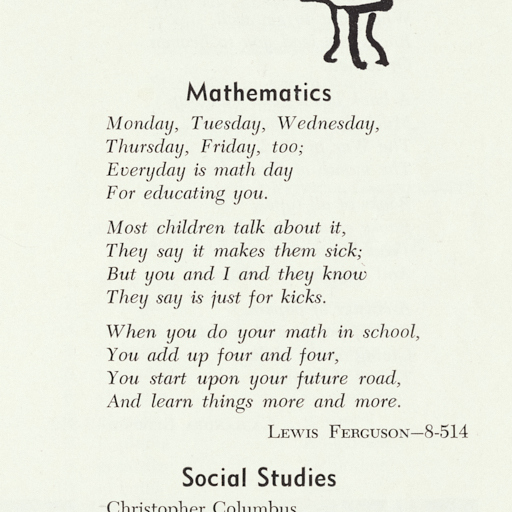 Mathematics
Monday, Tuesday, Wednesday,
Thursday, Friday, too;
Everyday is math day
For educating you.
Most children talk about it,
They say it makes them sick;
But you and I and they know
They say is just for kicks.
When you do your math in school,
You add up four and four,
You start upon your future road,
And learn things more and more.
Lewis Ferguson—8-514
Social Studies
Christopher Columbus